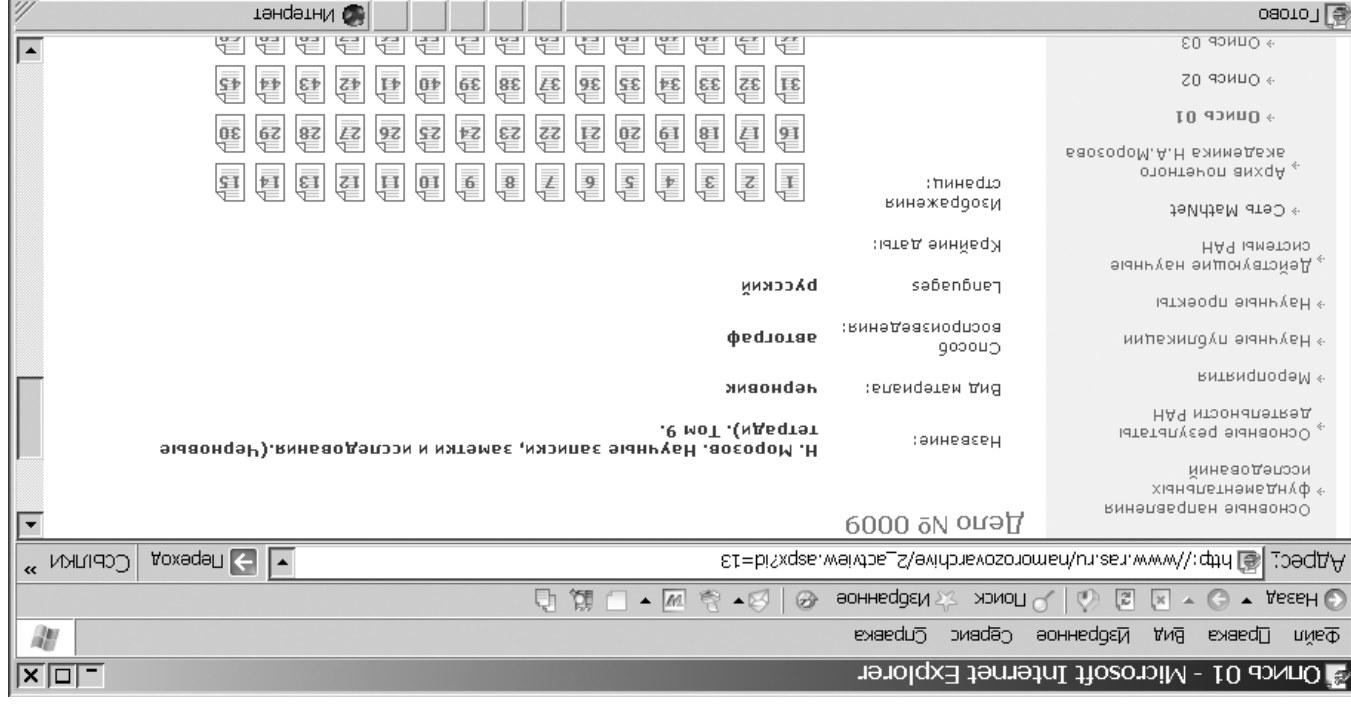 Опись 01 - Microsoft Internet Explorer
Файл Правка Вид Избранное Сервис Справка
Назад Поиск Избранное
Адрес: http://www.ras.ru/namorozovarchive/2_actview.aspx?id=13 Переход Ссылки »
Основные направления
фундаментальных
исследований
Основные результаты
деятельности РАН
Мероприятия
Научные публикации
Научные проекты
Действующие научные
системы РАН
Сеть MathNet
Архив почетного
академика Н.А.Морозова
Опись 01
Опись 02
Опись 03
Дело № 0009
Название: Н. Морозов. Научные записки, заметки и исследования.(Черновые
тетради). Том 9.
Вид материала: черновик
Способ
воспроизведения: автограф
Languages русский
Крайние даты:
Изображения
страниц:
1 2 3 4 5 6 7 8 9 10 11 12 13 14 15
16 17 18 19 20 21 22 23 24 25 26 27 28 29 30
31 32 33 34 35 36 37 38 39 40 41 42 43 44 45
Готово Интернет